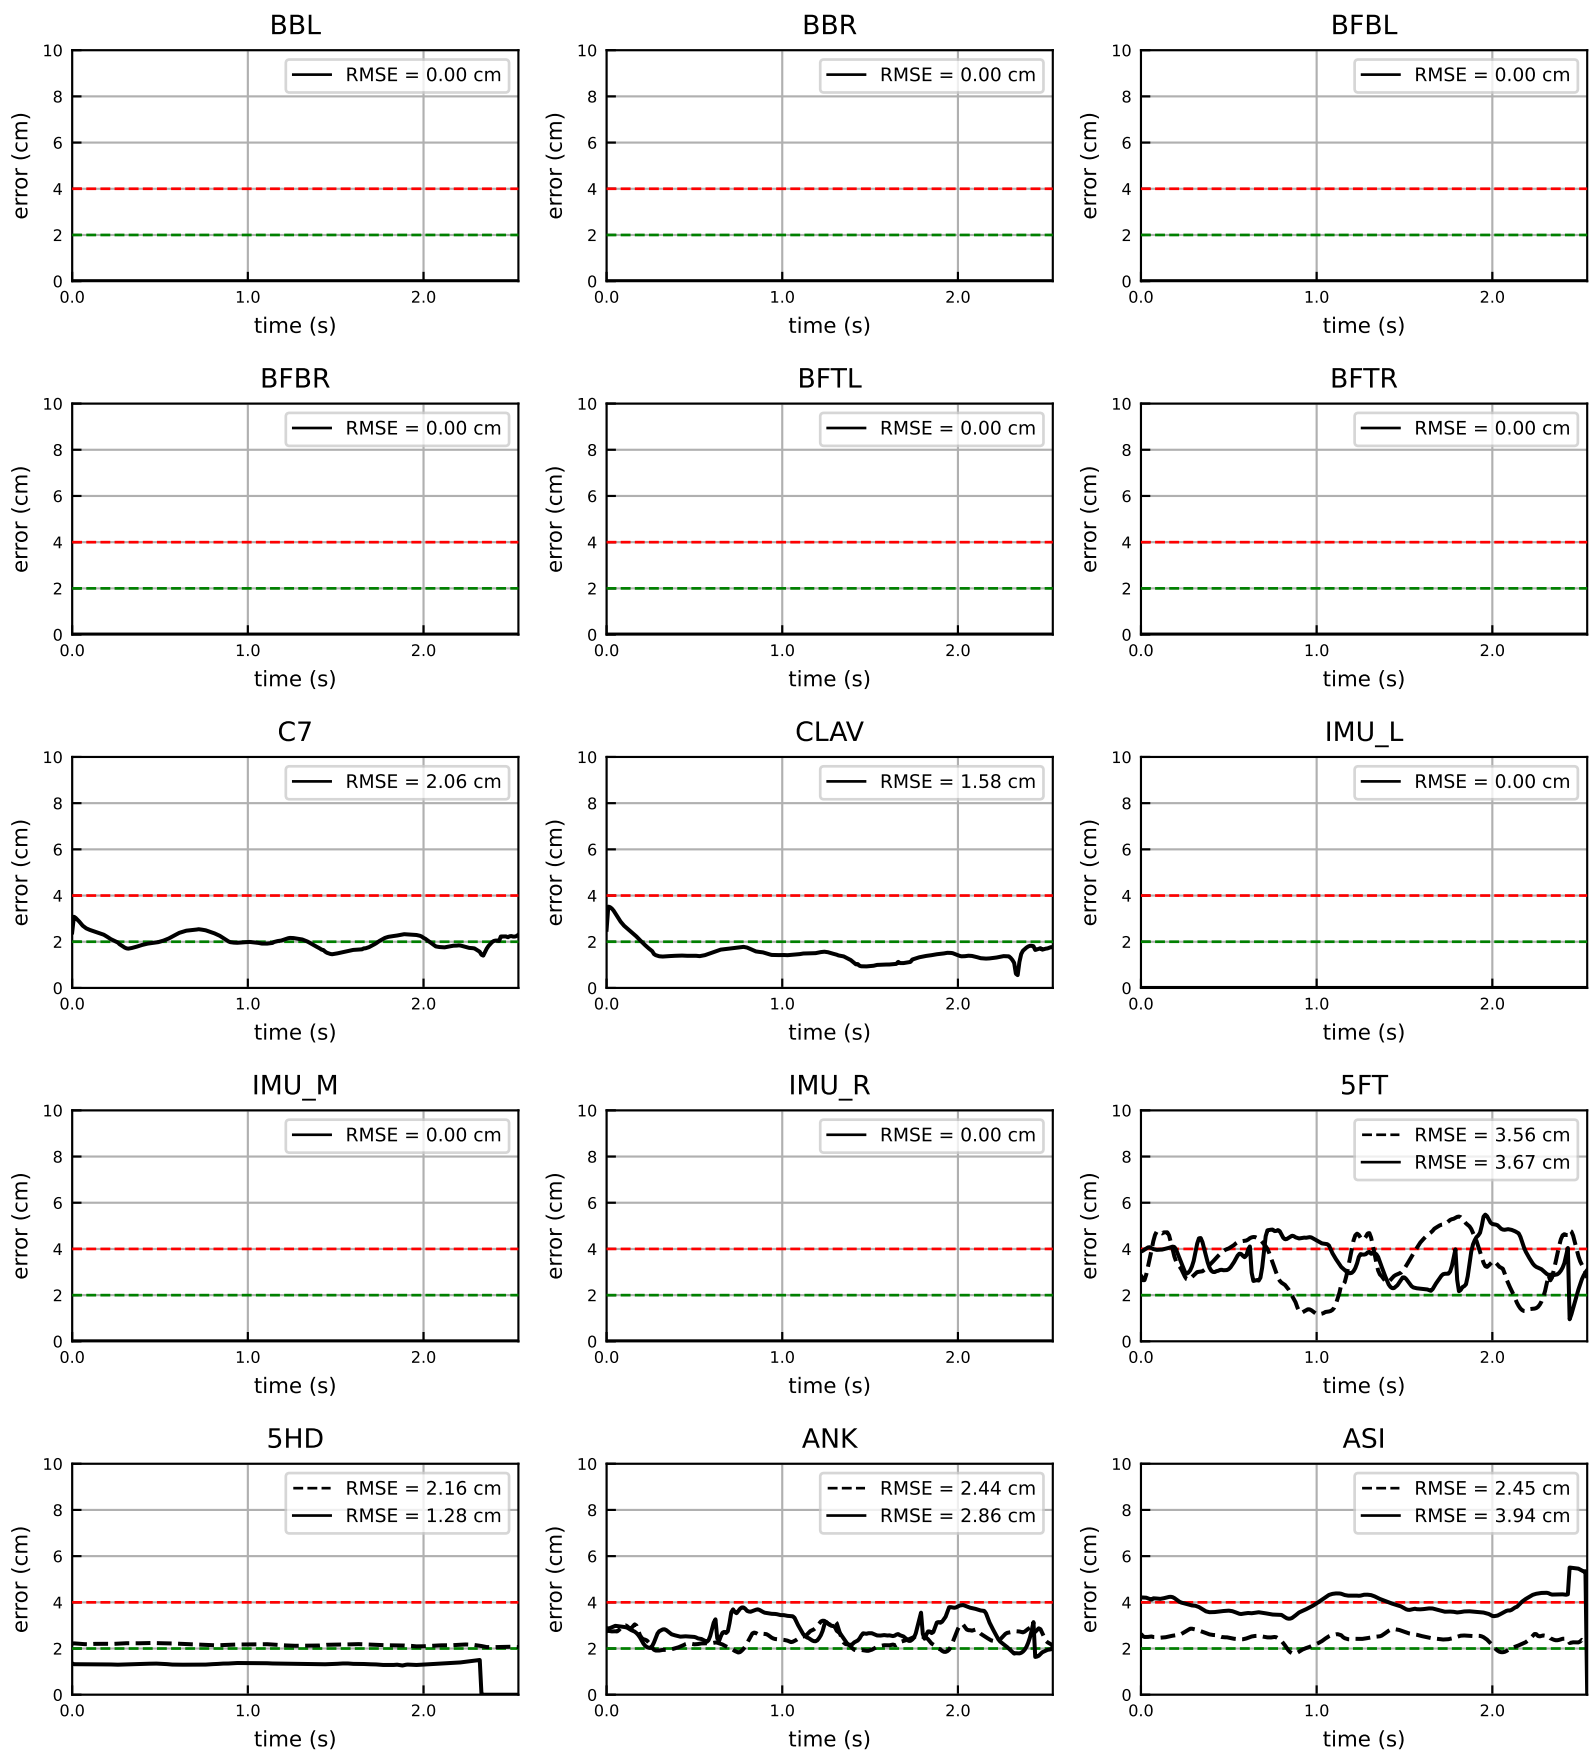 BBL
BBR
BFBL
10
8
6
4
2
0
error (cm)
RMSE = 0.00 cm
0.0
1.0
2.0
time (s)
10
8
6
4
2
0
error (cm)
RMSE = 0.00 cm
0.0
1.0
2.0
time (s)
10
8
6
4
2
0
error (cm)
RMSE = 0.00 cm
0.0
1.0
2.0
time (s)
BFBR
BFTL
BFTR
10
8
6
4
2
0
error (cm)
RMSE = 0.00 cm
0.0
1.0
2.0
time (s)
10
8
6
4
2
0
error (cm)
RMSE = 0.00 cm
0.0
1.0
2.0
time (s)
10
8
6
4
2
0
error (cm)
RMSE = 0.00 cm
0.0
1.0
2.0
time (s)
C7
CLAV
IMU_L
10
8
6
4
2
0
error (cm)
RMSE = 2.06 cm
0.0
1.0
2.0
time (s)
10
8
6
4
2
0
error (cm)
RMSE = 1.58 cm
0.0
1.0
2.0
time (s)
10
8
6
4
2
0
error (cm)
RMSE = 0.00 cm
0.0
1.0
2.0
time (s)
IMU_M
IMU_R
5FT
10
8
6
4
2
0
error (cm)
RMSE = 0.00 cm
0.0
1.0
2.0
time (s)
10
8
6
4
2
0
error (cm)
RMSE = 0.00 cm
0.0
1.0
2.0
time (s)
10
8
6
4
2
0
error (cm)
RMSE = 3.56 cm
RMSE = 3.67 cm
0.0
1.0
2.0
time (s)
5HD
ANK
ASI
10
8
6
4
2
0
error (cm)
RMSE = 2.16 cm
RMSE = 1.28 cm
0.0
1.0
2.0
time (s)
10
8
6
4
2
0
error (cm)
RMSE = 2.44 cm
RMSE = 2.86 cm
0.0
1.0
2.0
time (s)
10
8
6
4
2
0
error (cm)
RMSE = 2.45 cm
RMSE = 3.94 cm
0.0
1.0
2.0
time (s)